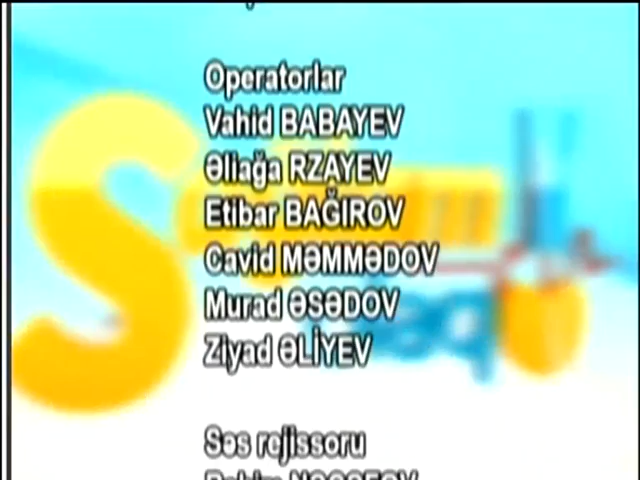 Operatorlar
Vahid BABAYEV
Əliağa RZAYEV
Etibar BAĞIROV
Cavid MƏMMƏDOV
Murad ƏSƏDOV
Ziyad ƏLİYEV
Səs rejissoru